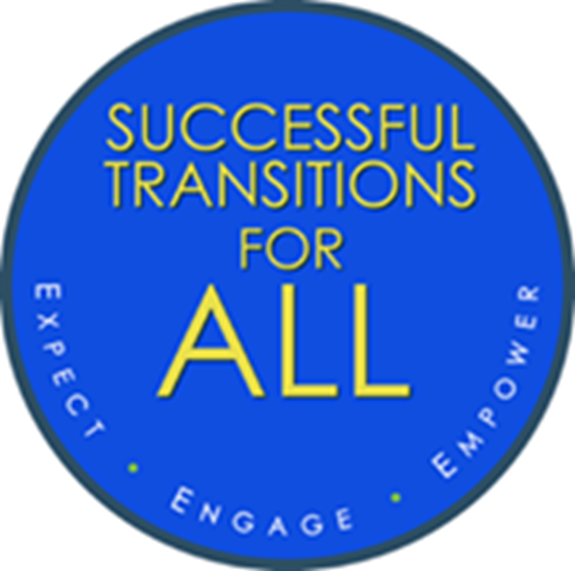 SUCCESSFUL
TRANSITIONS
FOR
ALL
EXPECT • ENGAGE • EMPOWER